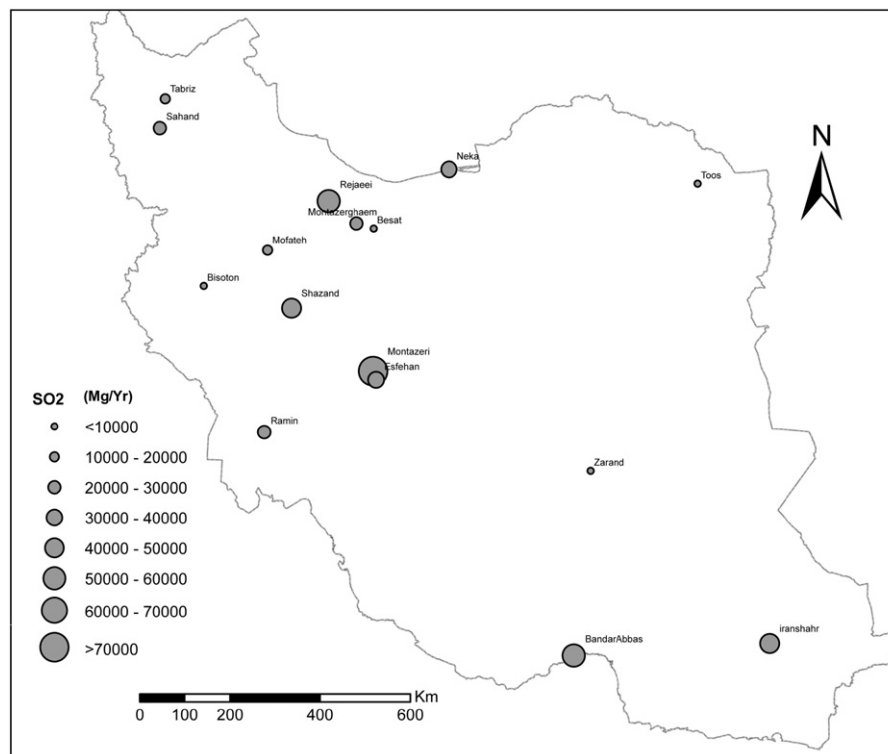 Tabriz
Sahand
N
Neka
Toos
Rejaeei
Montazerghaem
Besat
Mofateh
Bisoton
Shazand
Montazeri
Esfehan
SO2 (Mg/Yr)
<10000
10000 - 20000
20000 - 30000
30000 - 40000
40000 - 50000
50000 - 60000
60000 - 70000
>70000
Ramin
Zarand
BandarAbbas
iranshahr
Km
0 100 200 400 600